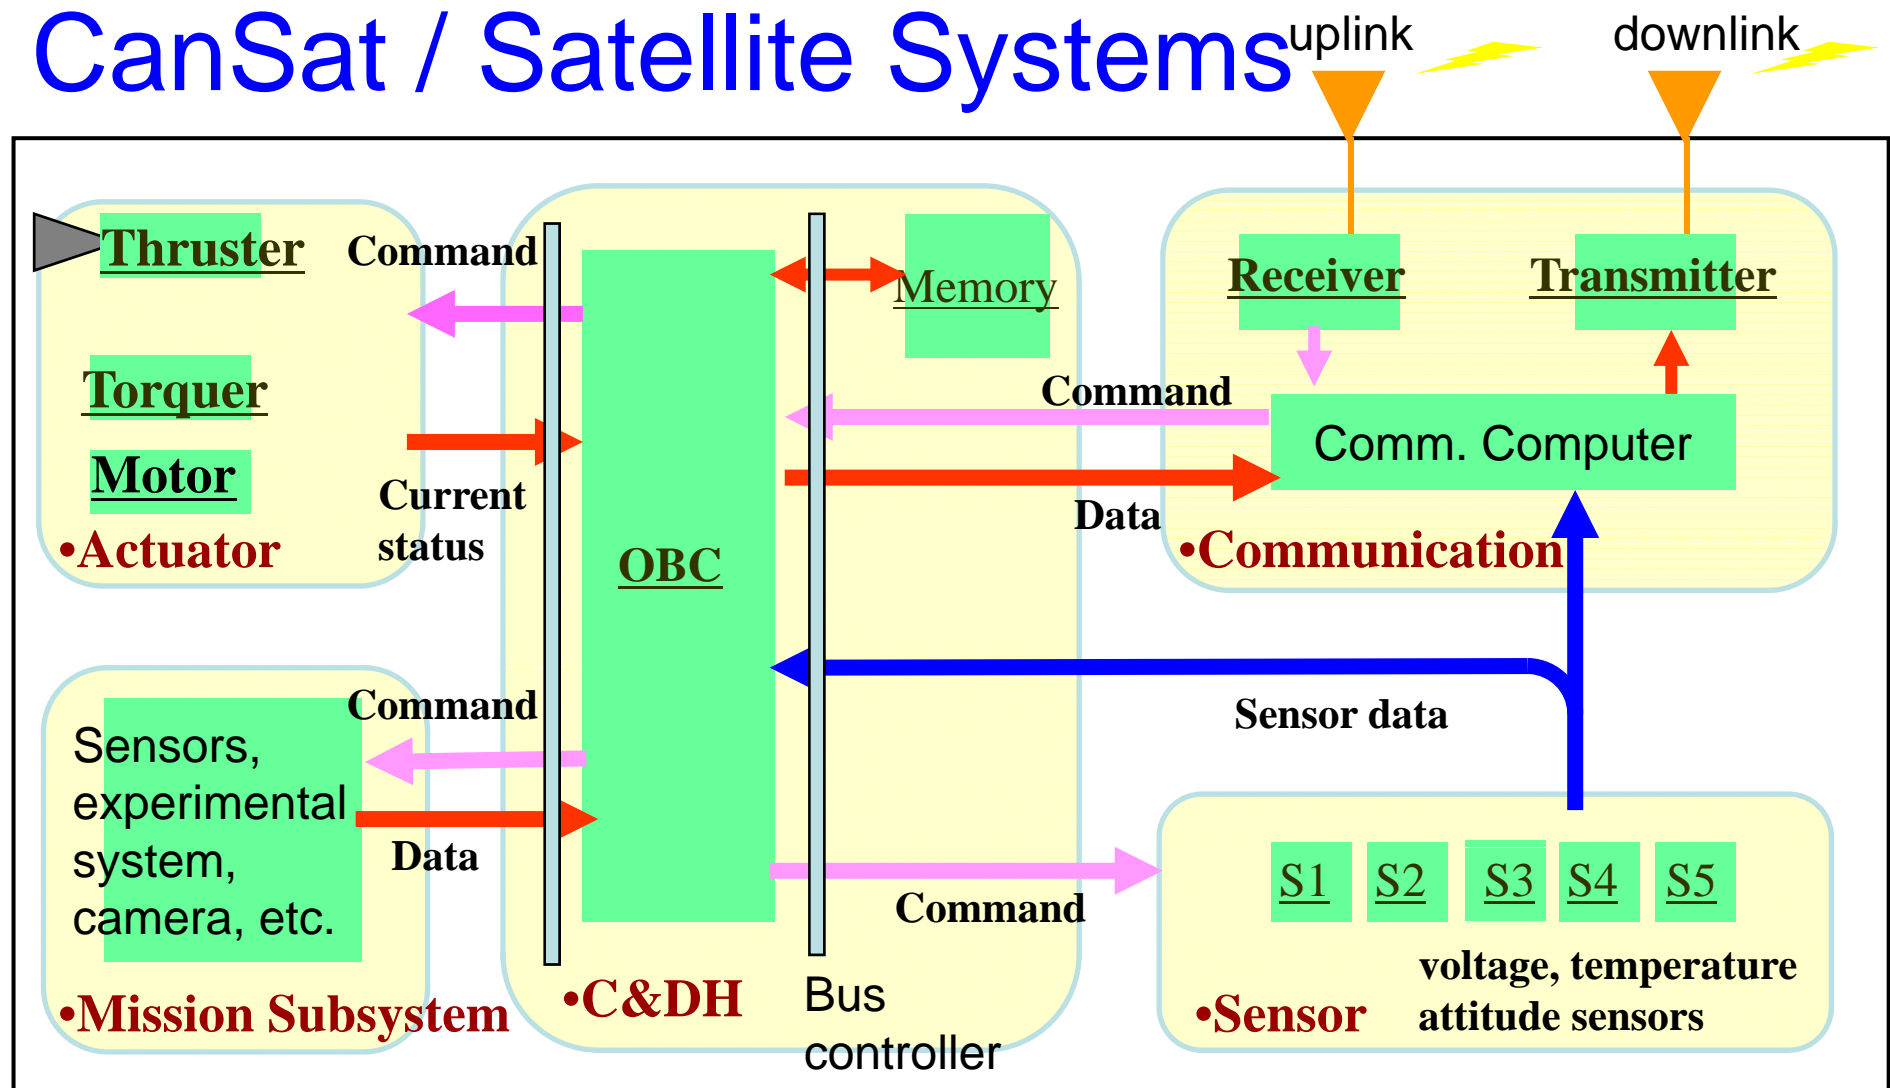 CanSat / Satellite Systems
uplink
downlink
Thruster
Command
Torquer
Motor
Current
status
•Actuator
OBC
Memory
Receiver
Transmitter
Command
Comm. Computer
Data
•Communication
Sensors,
experimental
system,
camera, etc.
Command
Data
•Mission Subsystem
•C&DH
Bus
controller
Sensor data
Command
S1 S2 S3 S4 S5
voltage, temperature
attitude sensors
•Sensor